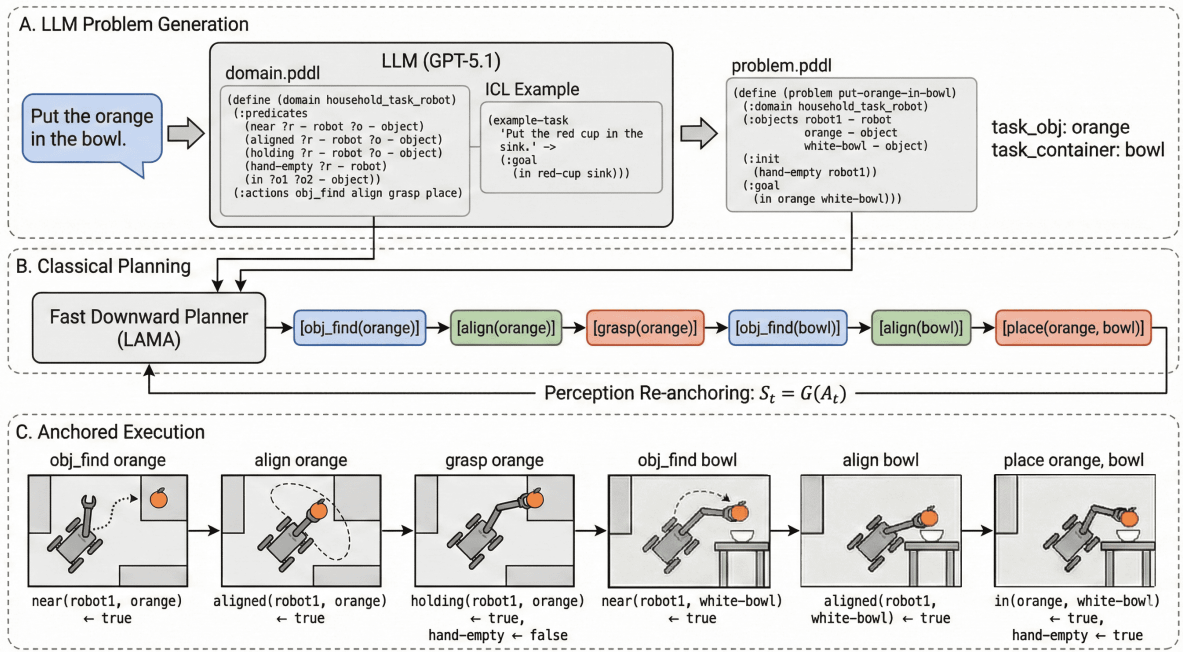 A. LLM Problem Generation
Put the orange
in the bowl.
LLM (GPT-5.1)
domain.pddl
(define (domain household_task_robot)
(:predicates
(near ?r – robot ?o – object)
(aligned ?r – robot ?o – object)
(holding ?r – robot ?o – object)
(hand-empty ?r – robot)
(in ?o1 ?o2 – object))
(:actions obj_find align grasp place)
ICL Example
(example-task
'Put the red cup in the
sink.' ->
(:goal
(in red-cup sink)))
problem.pddl
(define (problem put-orange-in-bowl)
(:domain household_task_robot)
(:objects robot1 – robot
orange – object
white-bowl – object)
(:init
(hand-empty robot1))
(:goal
(in orange white-bowl)))
task_obj: orange
task_container: bowl
B. Classical Planning
Fast Downward Planner
(LAMA)
[obj_find(orange)]
[align(orange)]
[grasp(orange)]
[obj_find(bowl)]
[align(bowl)]
[place(orange, bowl)]
Perception Re-anchoring: S_t = G(A_t)
C. Anchored Execution
obj_find orange
near(robot1, orange)
← true
align orange
aligned(robot1, orange)
← true
grasp orange
holding(robot1, orange)
← true,
hand-empty ← false
obj_find bowl
near(robot1, white-bowl)
← true
align bowl
aligned(robot1,
white-bowl) ← true
place orange, bowl
in(orange, white-bowl)
← true,
hand-empty ← true